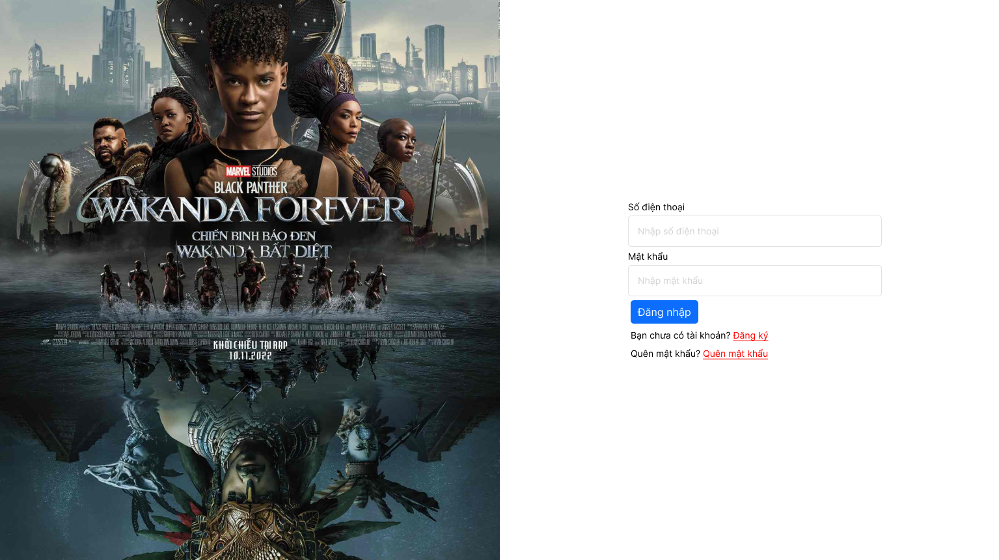 MARVEL STUDIOS
BLACK PANTHER
WAKANDA FOREVER
CHIẾN BINH BÁO ĐEN
WAKANDA BẤT DIỆT
KHỞI CHIẾU TẠI RẠP
10.11.2022
Số điện thoại
Nhập số điện thoại
Mật khẩu
Nhập mật khẩu
Đăng nhập
Bạn chưa có tài khoản? Đăng ký
Quên mật khẩu? Quên mật khẩu